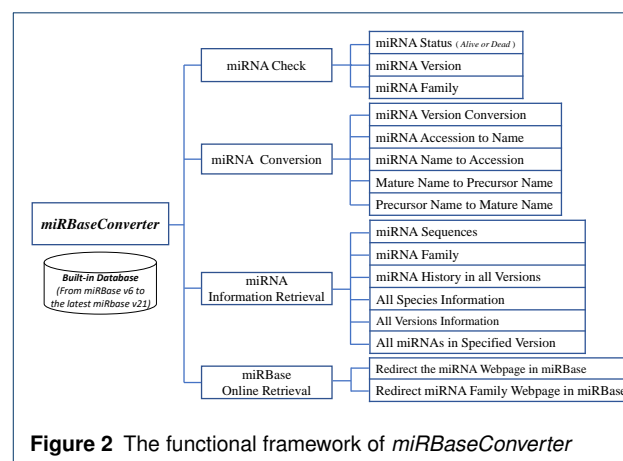 miRBaseConverter
Built-in Database
(From miRBase v6 to
the latest miRbase v21)
miRNA Check
miRNA Status (Alive or Dead)
miRNA Version
miRNA Family
miRNA Conversion
miRNA Version Conversion
miRNA Accession to Name
miRNA Name to Accession
Mature Name to Precursor Name
Precursor Name to Mature Name
miRNA
Information Retrieval
miRNA Sequences
miRNA Family
miRNA History in all Versions
All Species Information
All Versions Information
All miRNAs in Specified Version
miRBase
Online Retrieval
Redirect the miRNA Webpage in miRBase
Redirect miRNA Family Webpage in miRBase
Figure 2 The functional framework of miRBaseConverter